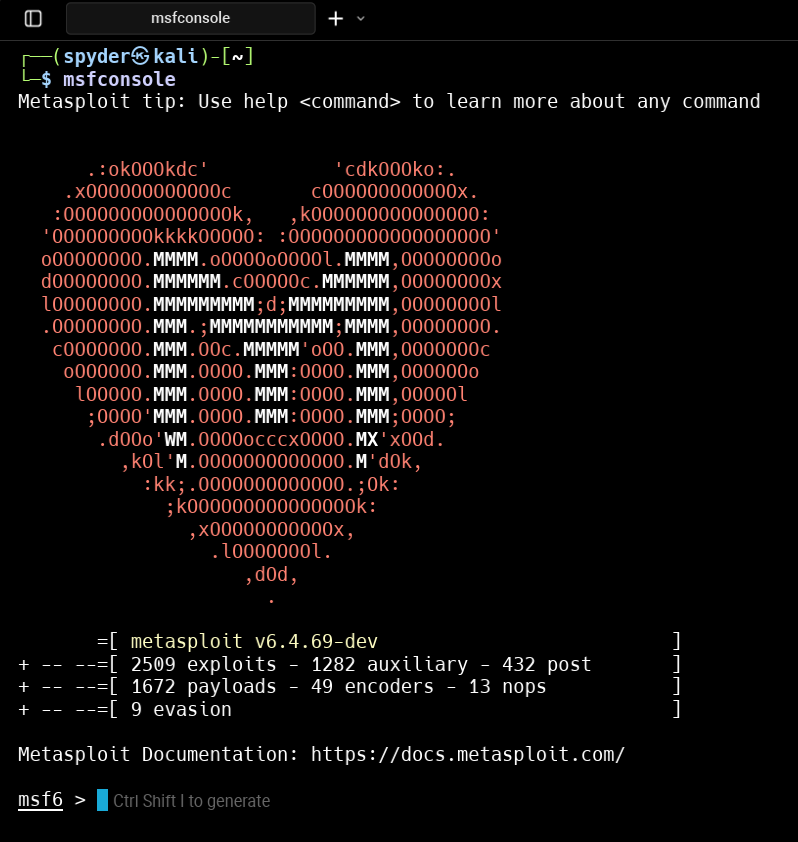 msfconsole
┌──(spyder㉿kali)-[~]
└─$ msfconsole
Metasploit tip: Use help <command> to learn more about any command
      .:okOOOkdc'           'cdkOOOko:.
    .xOOOOOOOOOOOOc       cOOOOOOOOOOOOx.
   :OOOOOOOOOOOOOOOk,   ,kOOOOOOOOOOOOOOO:
  'OOOOOOOOOkkkkOOOOO: :OOOOOOOOOOOOOOOOOO'
  oOOOOOOOO.MMMM.oOOOOoOOOOl.MMMM,OOOOOOOOo
  dOOOOOOOO.MMMMMM.cOOOOOc.MMMMMM,OOOOOOOOx
  lOOOOOOOO.MMMMMMMMM;d;MMMMMMMMM,OOOOOOOOl
  .OOOOOOOO.MMM.;MMMMMMMMMMM;MMMM,OOOOOOOO.
   cOOOOOOO.MMM.OOc.MMMMM'oOO.MMM,OOOOOOOc
    oOOOOOO.MMM.OOOO.MMM:OOOO.MMM,OOOOOOo
     lOOOOO.MMM.OOOO.MMM:OOOO.MMM,OOOOOl
      ;OOOO'MMM.OOOO.MMM:OOOO.MMM;OOOO;
       .dOOo'WM.OOOOocccxOOOO.MX'xOOd.
         ,kOl'M.OOOOOOOOOOOOO.M'dOk,
           :kk;.OOOOOOOOOOOOO.;Ok:
             ;kOOOOOOOOOOOOOOOk:
               ,xOOOOOOOOOOOx,
                 .lOOOOOOOl.
                    ,dOd,
                      .
       =[ metasploit v6.4.69-dev                          ]
+ -- --=[ 2509 exploits - 1282 auxiliary - 432 post       ]
+ -- --=[ 1672 payloads - 49 encoders - 13 nops           ]
+ -- --=[ 9 evasion                                       ]
Metasploit Documentation: https://docs.metasploit.com/
msf6 > Ctrl Shift I to generate